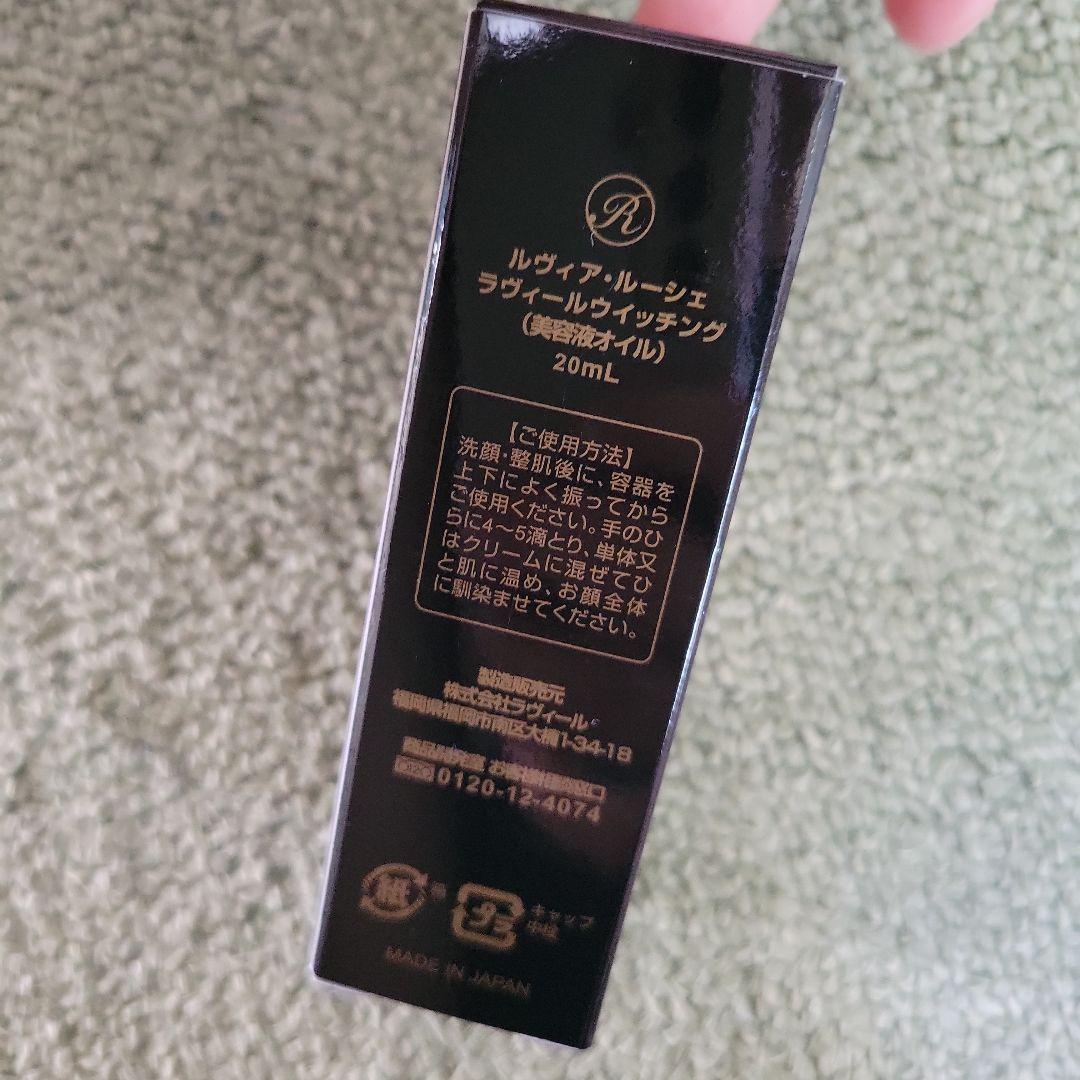 R
ルヴィア・ルーシェ
ラヴィールウイッチング
（美容液オイル）
20mL
【ご使用方法】
洗顔・整肌後に、容器を
上下によく振ってから
ご使用ください。手のひ
らに4〜5滴とり、単体又
はクリームに混ぜてひ
と肌に温め、お顔全体
に馴染ませてください。
製造販売元
株式会社ラヴィール
福岡県福岡市南区大橋1-34-18
0120-12-4074
紙 箱
プラ キャップ
中栓
MADE IN JAPAN